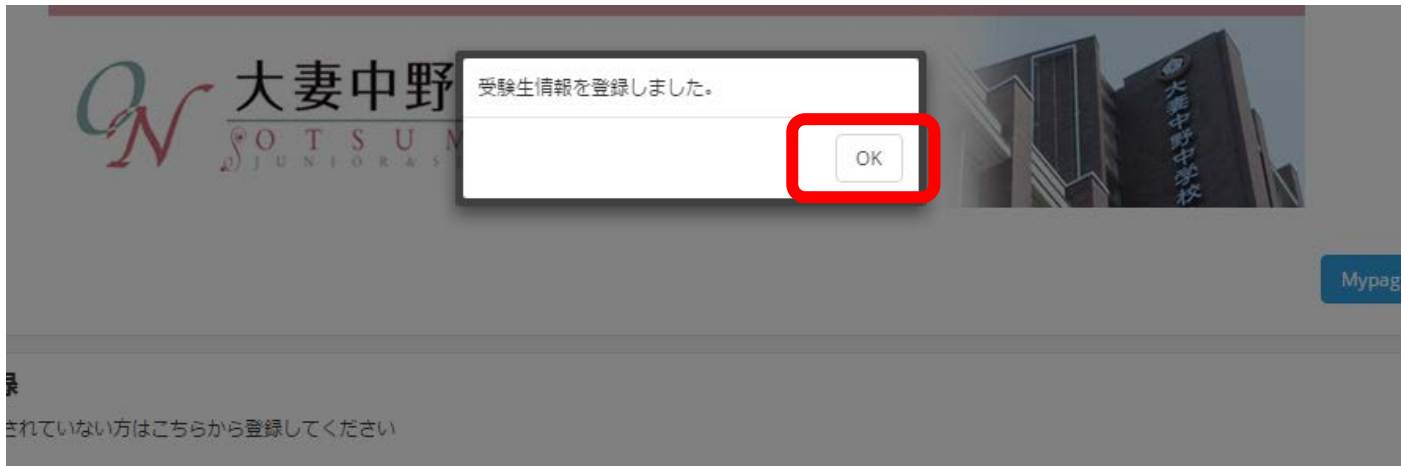 大妻中野
OTSUM
JUNIOR & S
大妻中野中学校
受験生情報を登録しました。
OK
Mypag
録
されていない方はこちらから登録してください